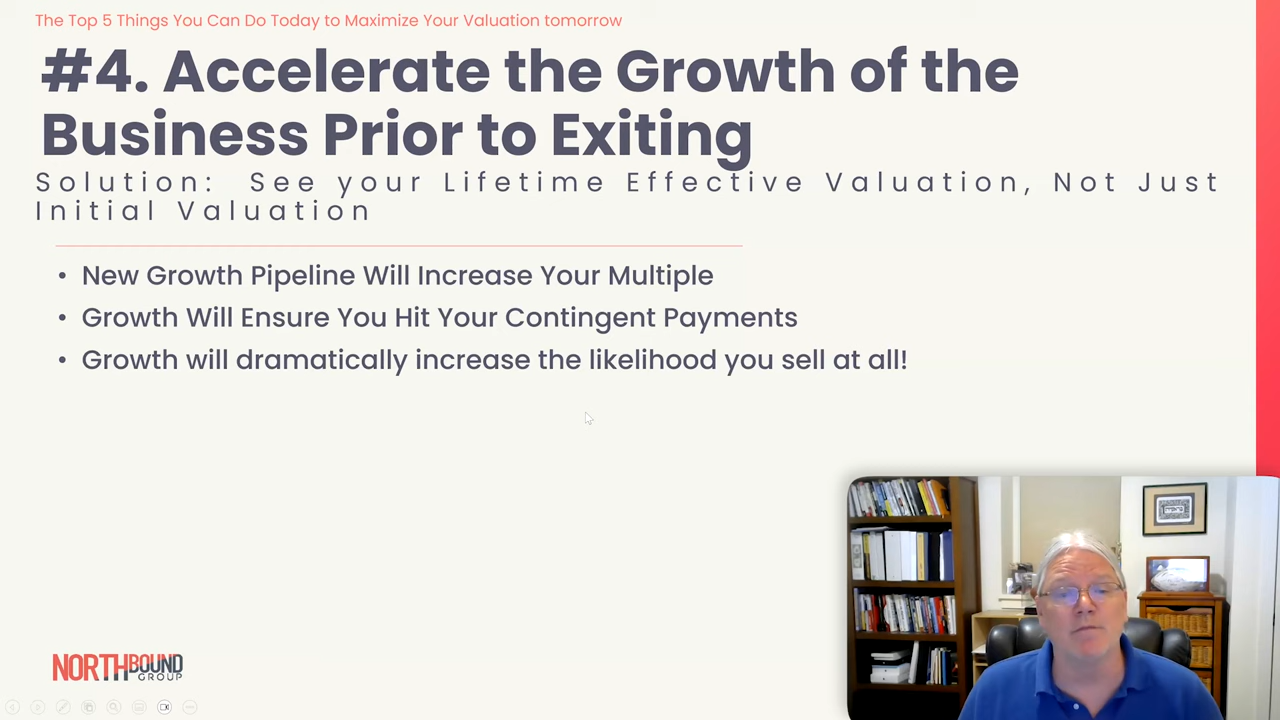 The Top 5 Things You Can Do Today to Maximize Your Valuation tomorrow
#4. Accelerate the Growth of the
Business Prior to Exiting
Solution: See your Lifetime Effective Valuation, Not Just
Initial Valuation
• New Growth Pipeline Will Increase Your Multiple
• Growth Will Ensure You Hit Your Contingent Payments
• Growth will dramatically increase the likelihood you sell at all!
NORTHBOUND
GROUP